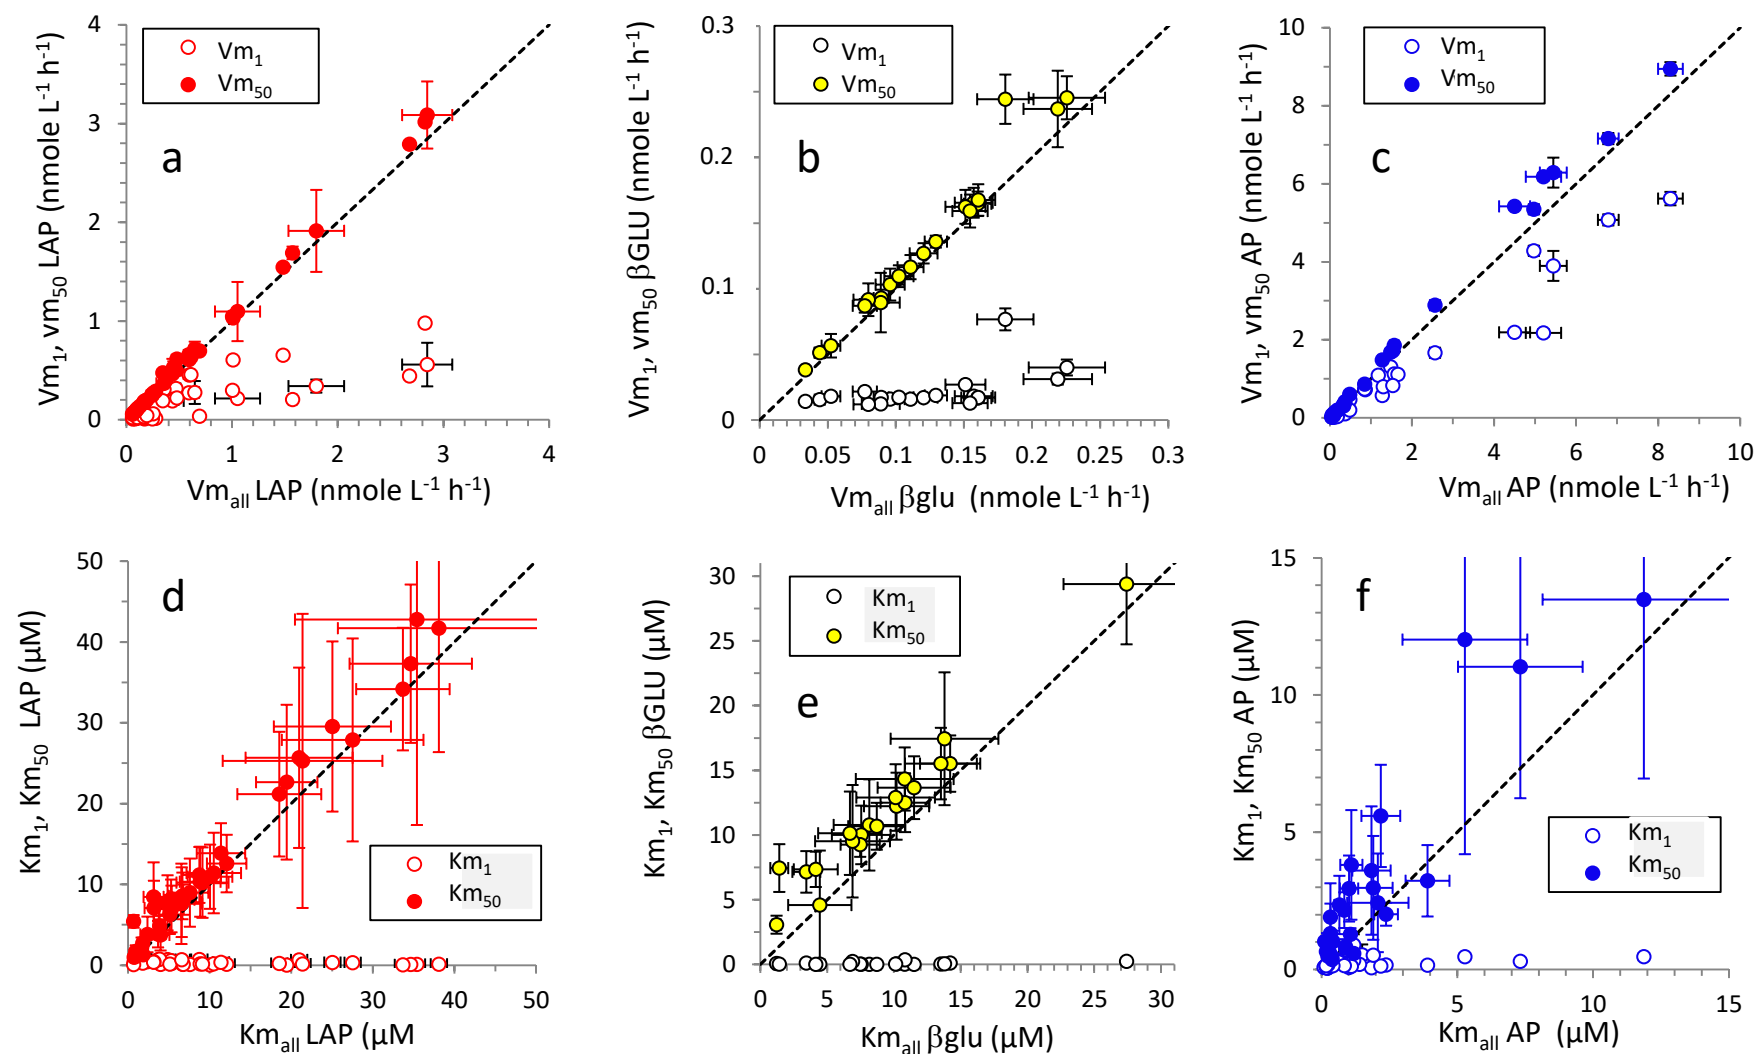 Vm1, vm50 LAP (nmole L-1 h-1)
4
3
2
1
0
Vm1
Vm50
a
0 1 2 3 4
Vmall LAP (nmole L-1 h-1)
Vm1, vm50 βGLU (nmole L-1 h-1)
0.3
0.2
0.1
0
Vm1
Vm50
b
0 0.05 0.1 0.15 0.2 0.25 0.3
Vmall βglu (nmole L-1 h-1)
Vm1, vm50 AP (nmole L-1 h-1)
10
8
6
4
2
0
Vm1
Vm50
c
0 2 4 6 8 10
Vmall AP (nmole L-1 h-1)
Km1, Km50 LAP (µM)
50
40
30
20
10
0
d
Km1
Km50
0 10 20 30 40 50
Kmall LAP (µM
Km1, Km50 βGLU (µM)
30
25
20
15
10
5
0
Km1
Km50
e
0 5 10 15 20 25 30
Kmall βglu (µM)
Km1, Km50 AP (µM)
15
10
5
0
f
Km1
Km50
0 5 10 15
Kmall AP (µM)